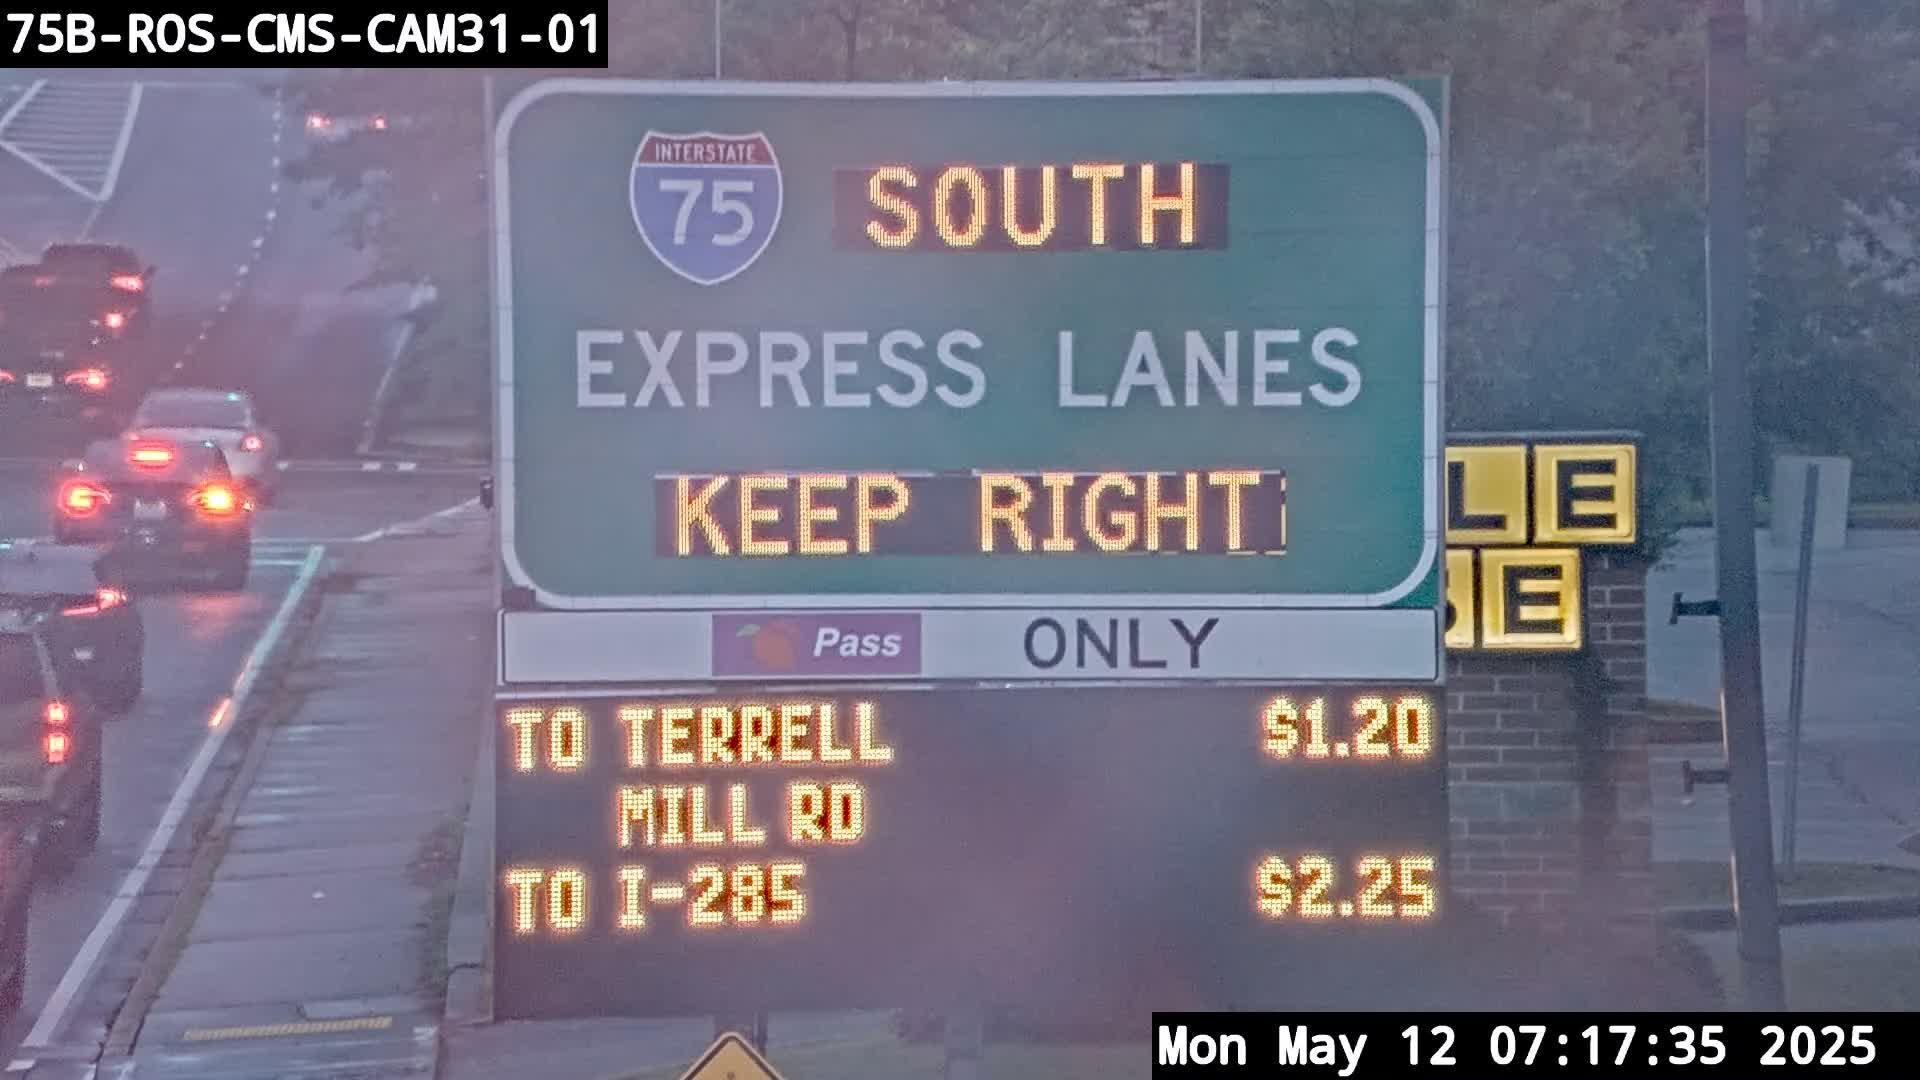 75B-ROS-CMS-CAM31-01
INTERSTATE
75
SOUTH
EXPRESS LANES
KEEP RIGHT
LE
E
Pass ONLY
TO TERRELL $1.20
MILL RD
TO I-285 $2.25
Mon May 12 07:17:35 2025